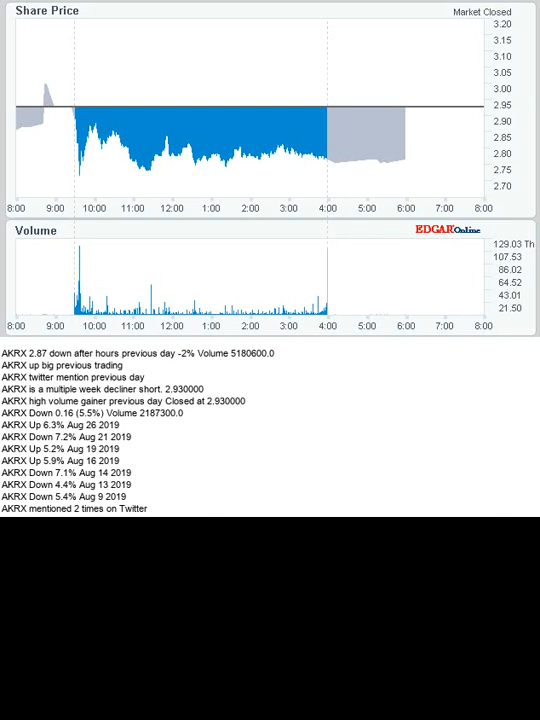 Share Price
Market Closed
3.20
3.15
3.10
3.05
3.00
2.95
2.90
2.85
2.80
2.75
2.70
8:00 9:00 10:00 11:00 12:00 1:00 2:00 3:00 4:00 5:00 6:00 7:00 8:00
Volume
EDGAROnline
129.03 Th
107.53
86.02
64.52
43.01
21.50
8:00 9:00 10:00 11:00 12:00 1:00 2:00 3:00 4:00 5:00 6:00 7:00 8:00
AKRX 2.87 down after hours previous day -2% Volume 5180600.0
AKRX up big previous trading
AKRX twitter mention previous day
AKRX is a multiple week decliner short. 2.930000
AKRX high volume gainer previous day Closed at 2.930000
AKRX Down 0.16 (5.5%) Volume 2187300.0
AKRX Up 6.3% Aug 26 2019
AKRX Down 7.2% Aug 21 2019
AKRX Up 5.2% Aug 19 2019
AKRX Up 5.9% Aug 16 2019
AKRX Down 7.1% Aug 14 2019
AKRX Down 4.4% Aug 13 2019
AKRX Down 5.4% Aug 9 2019
AKRX mentioned 2 times on Twitter